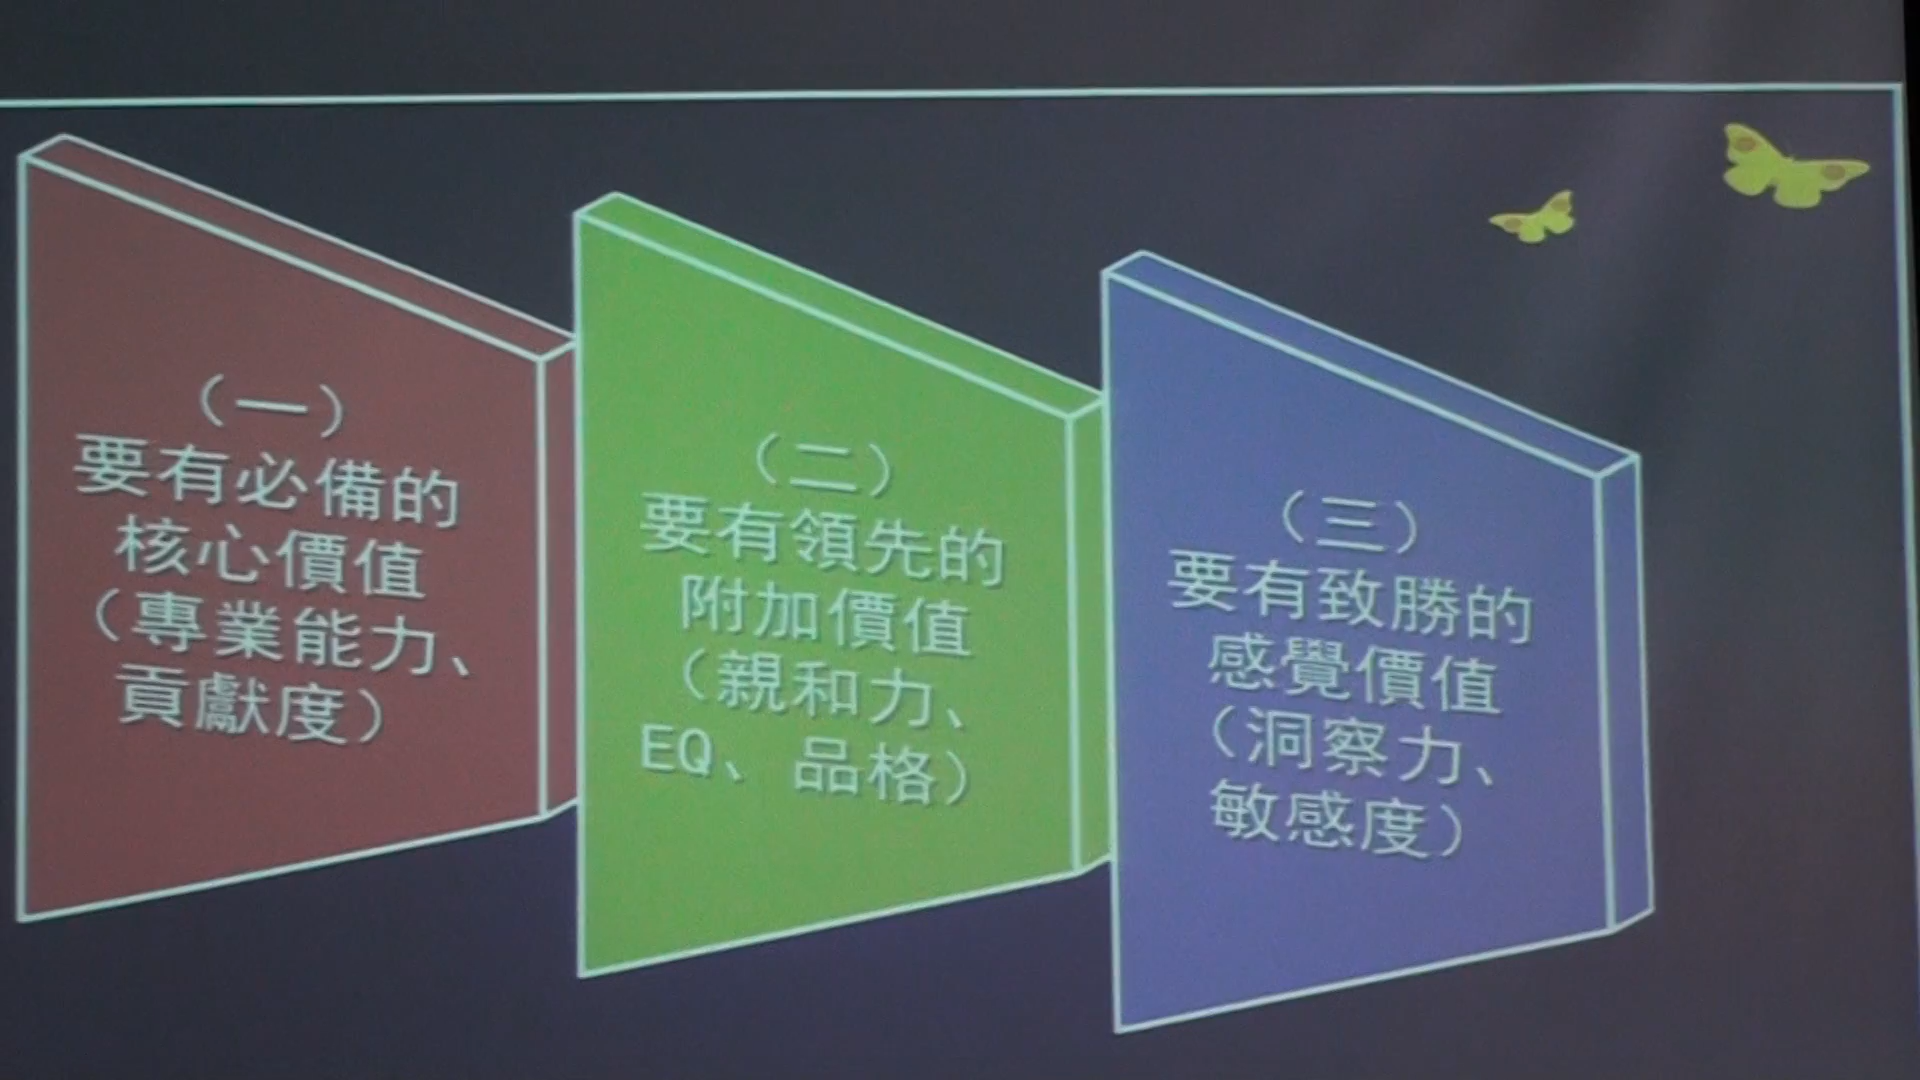 （一）
要有必備的
核心價值
（專業能力、
貢獻度）
（二）
要有領先的
附加價值
（親和力、
EQ、品格）
（三）
要有致勝的
感覺價值
（洞察力、
敏感度）